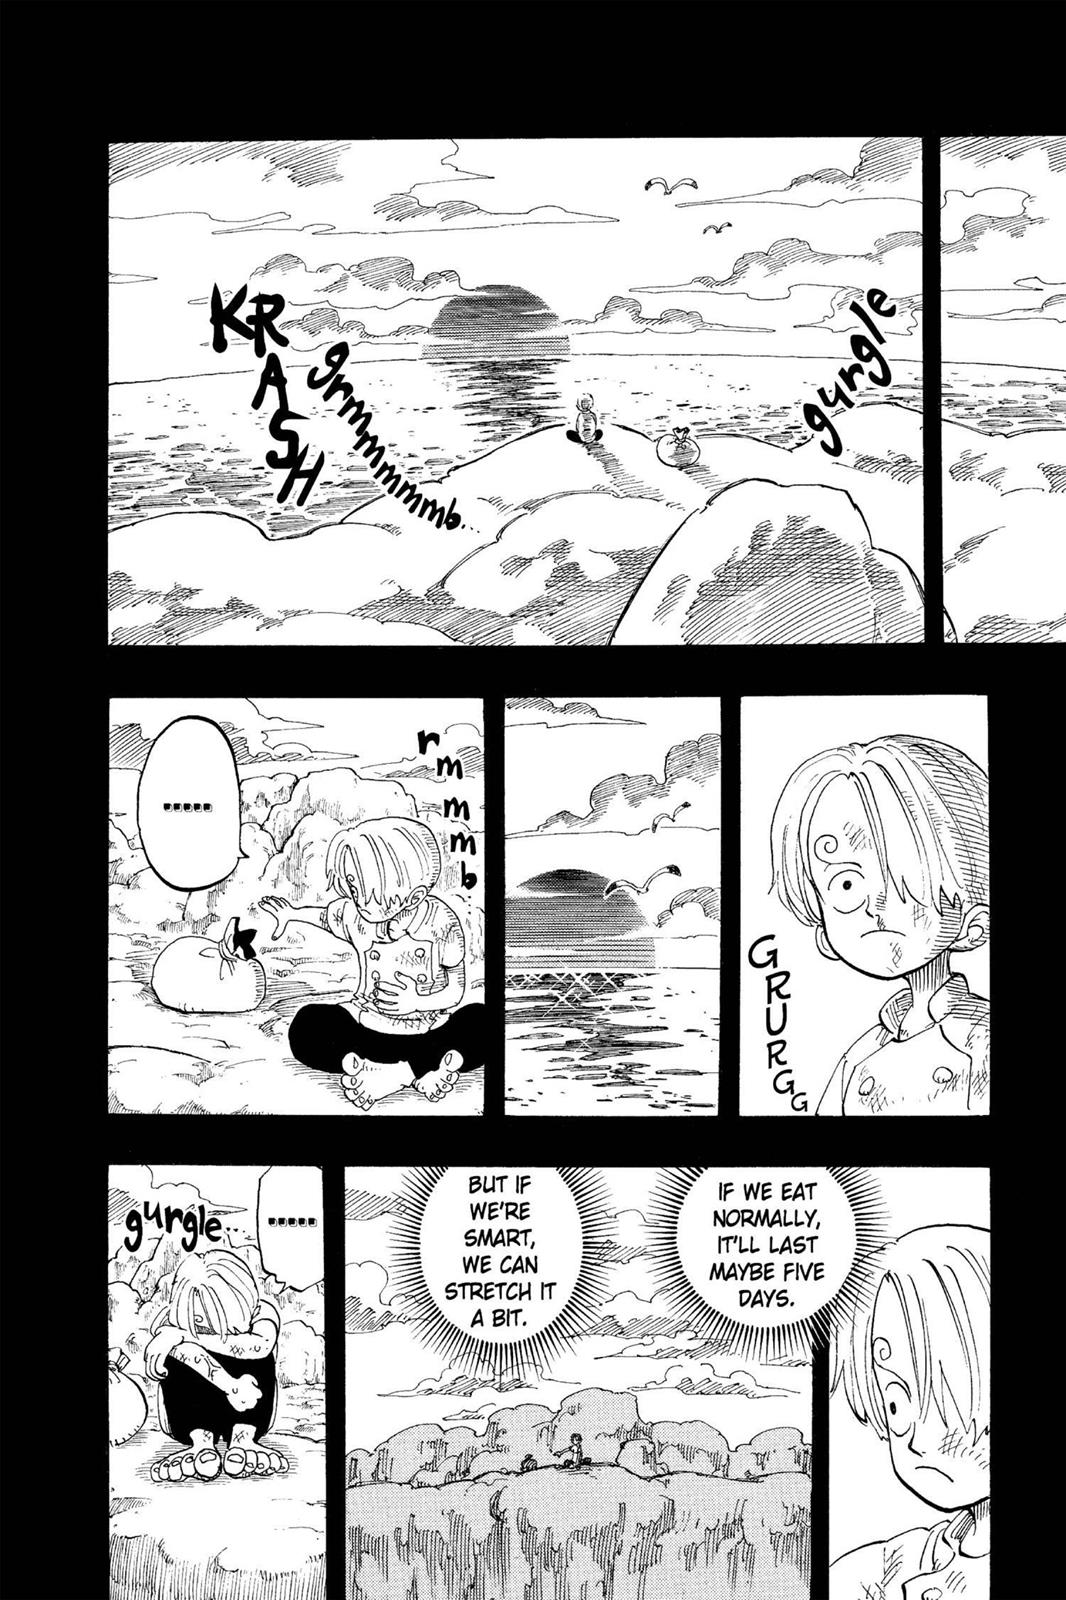 gurgle
KRASH
grmmmmmmb...
GRURGG
rmmmb
.....
IF WE EAT
NORMALLY,
IT'LL LAST
MAYBE FIVE
DAYS.
BUT IF
WE'RE
SMART,
WE CAN
STRETCH IT
A BIT.
.....
gurgle...